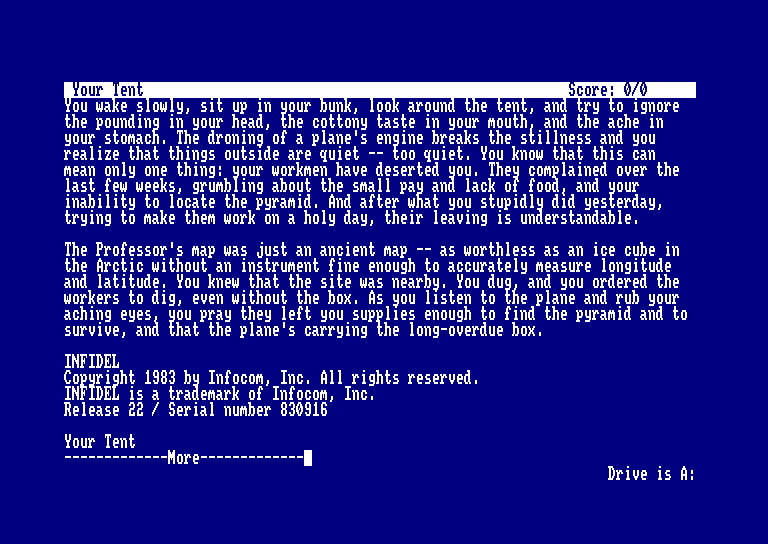 Your Tent Score: 0/0
You wake slowly, sit up in your bunk, look around the tent, and try to ignore
the pounding in your head, the cottony taste in your mouth, and the ache in
your stomach. The droning of a plane's engine breaks the stillness and you
realize that things outside are quiet -- too quiet. You know that this can
mean only one thing: your workmen have deserted you. They complained over the
last few weeks, grumbling about the small pay and lack of food, and your
inability to locate the pyramid. And after what you stupidly did yesterday,
trying to make them work on a holy day, their leaving is understandable.
The Professor's map was just an ancient map -- as worthless as an ice cube in
the Arctic without an instrument fine enough to accurately measure longitude
and latitude. You knew that the site was nearby. You dug, and you ordered the
workers to dig, even without the box. As you listen to the plane and rub your
aching eyes, you pray they left you supplies enough to find the pyramid and to
survive, and that the plane's carrying the long-overdue box.
INFIDEL
Copyright 1983 by Infocom, Inc. All rights reserved.
INFIDEL is a trademark of Infocom, Inc.
Release 22 / Serial number 830916
Your Tent
-------------More-------------
Drive is A: